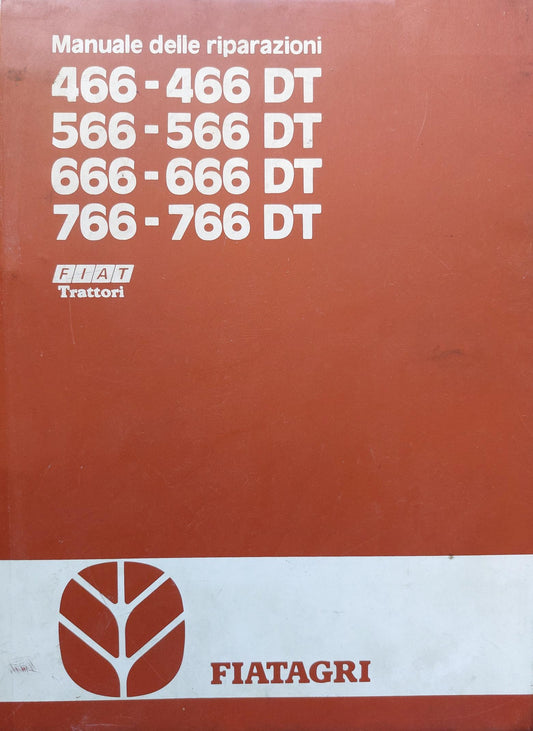 Manuale delle riparazioni
466 - 466 DT
566 - 566 DT
666 - 666 DT
766 - 766 DT
FIAT
Trattori
FIATAGRI